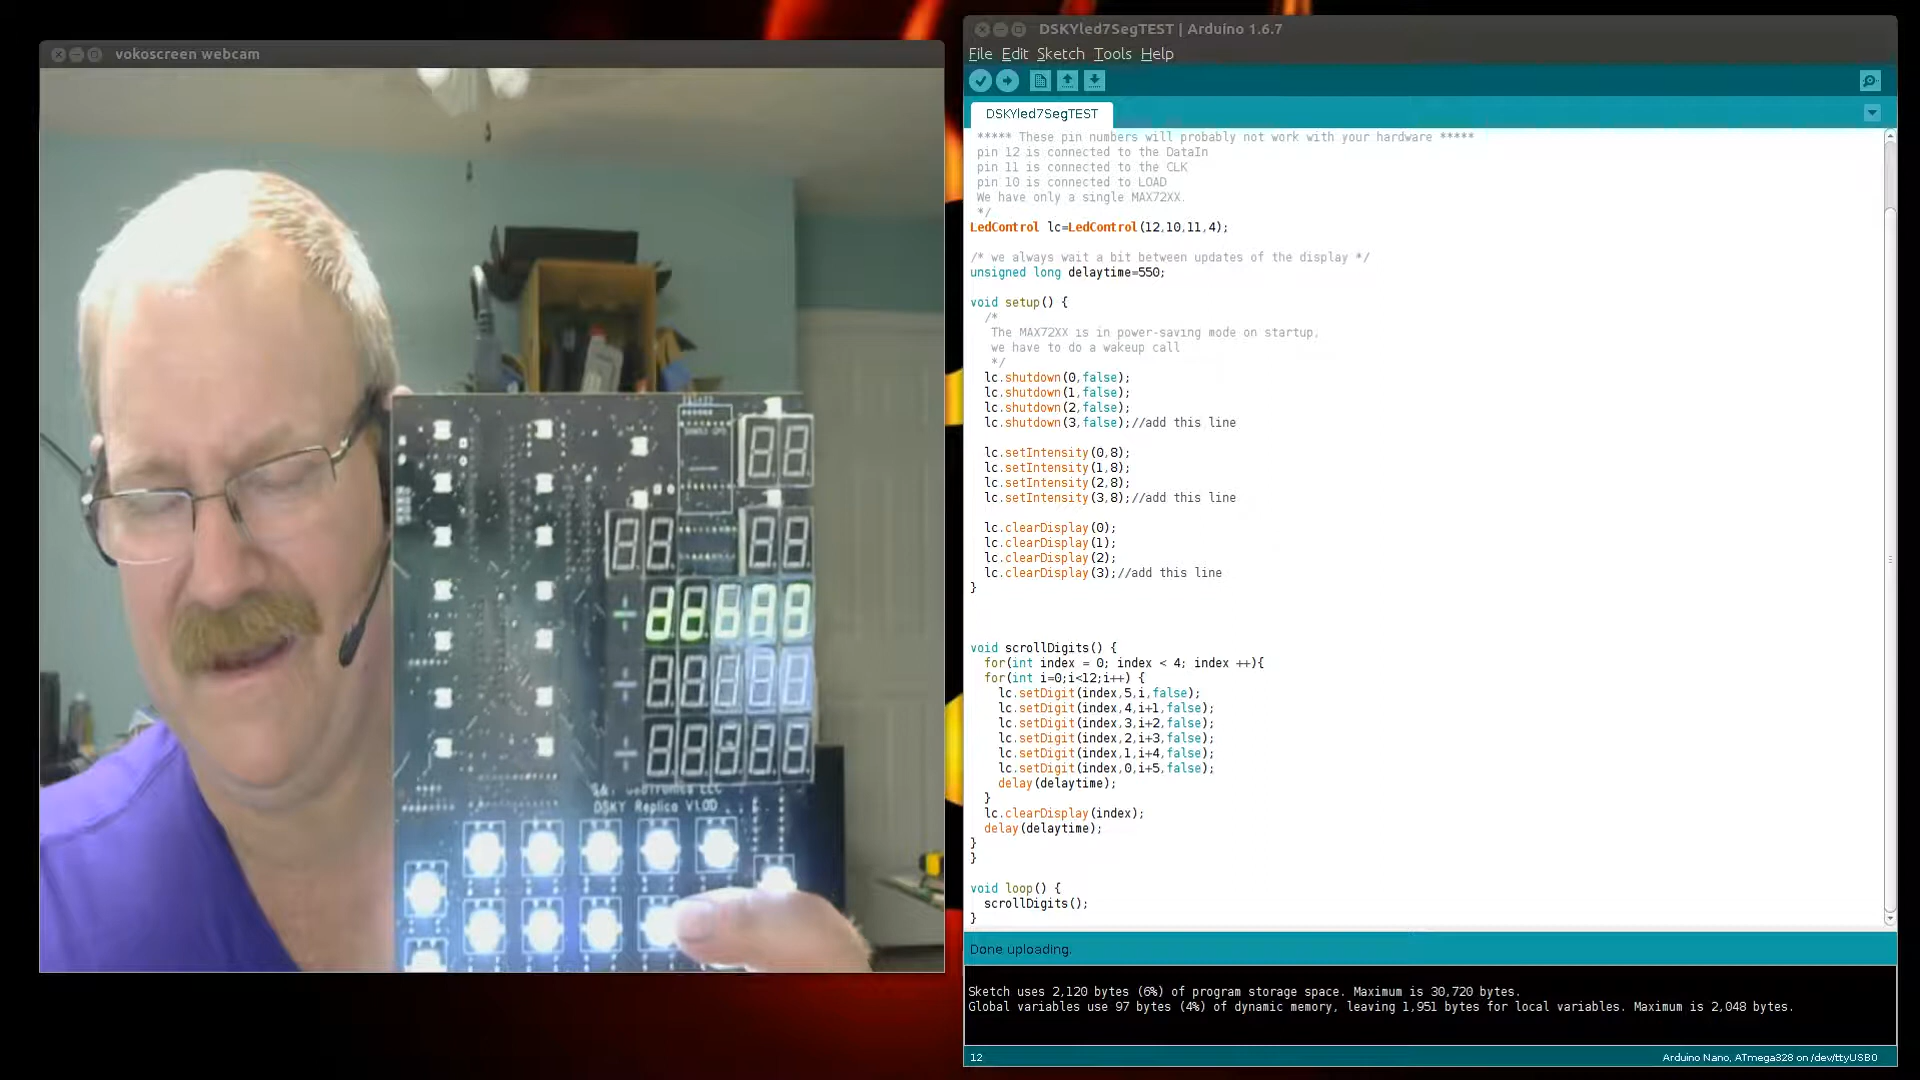 vokoscreen webcam
DSKY Replica V1.0D
DSKYled7SegTEST | Arduino 1.6.7
File Edit Sketch Tools Help
DSKYled7SegTEST
***** These pin numbers will probably not work with your hardware *****
pin 12 is connected to the DataIn
pin 11 is connected to the CLK
pin 10 is connected to LOAD
We have only a single MAX72XX.
*/
LedControl lc=LedControl(12,10,11,4);
/* we always wait a bit between updates of the display */
unsigned long delaytime=550;
void setup() {
/*
The MAX72XX is in power-saving mode on startup,
we have to do a wakeup call
*/
lc.shutdown(0,false);
lc.shutdown(1,false);
lc.shutdown(2,false);
lc.shutdown(3,false);//add this line
lc.setIntensity(0,8);
lc.setIntensity(1,8);
lc.setIntensity(2,8);
lc.setIntensity(3,8);//add this line
lc.clearDisplay(0);
lc.clearDisplay(1);
lc.clearDisplay(2);
lc.clearDisplay(3);//add this line
}
void scrollDigits() {
for(int index = 0; index < 4; index ++){
for(int i=0;i<12;i++) {
lc.setDigit(index,5,i,false);
lc.setDigit(index,4,i+1,false);
lc.setDigit(index,3,i+2,false);
lc.setDigit(index,2,i+3,false);
lc.setDigit(index,1,i+4,false);
lc.setDigit(index,0,i+5,false);
delay(delaytime);
}
lc.clearDisplay(index);
delay(delaytime);
}
}
void loop() {
scrollDigits();
}
Done uploading.
Sketch uses 2,120 bytes (6%) of program storage space. Maximum is 30,720 bytes.
Global variables use 97 bytes (4%) of dynamic memory, leaving 1,951 bytes for local variables. Maximum is 2,048 bytes.
12
Arduino Nano, ATmega328 on /dev/ttyUSB0